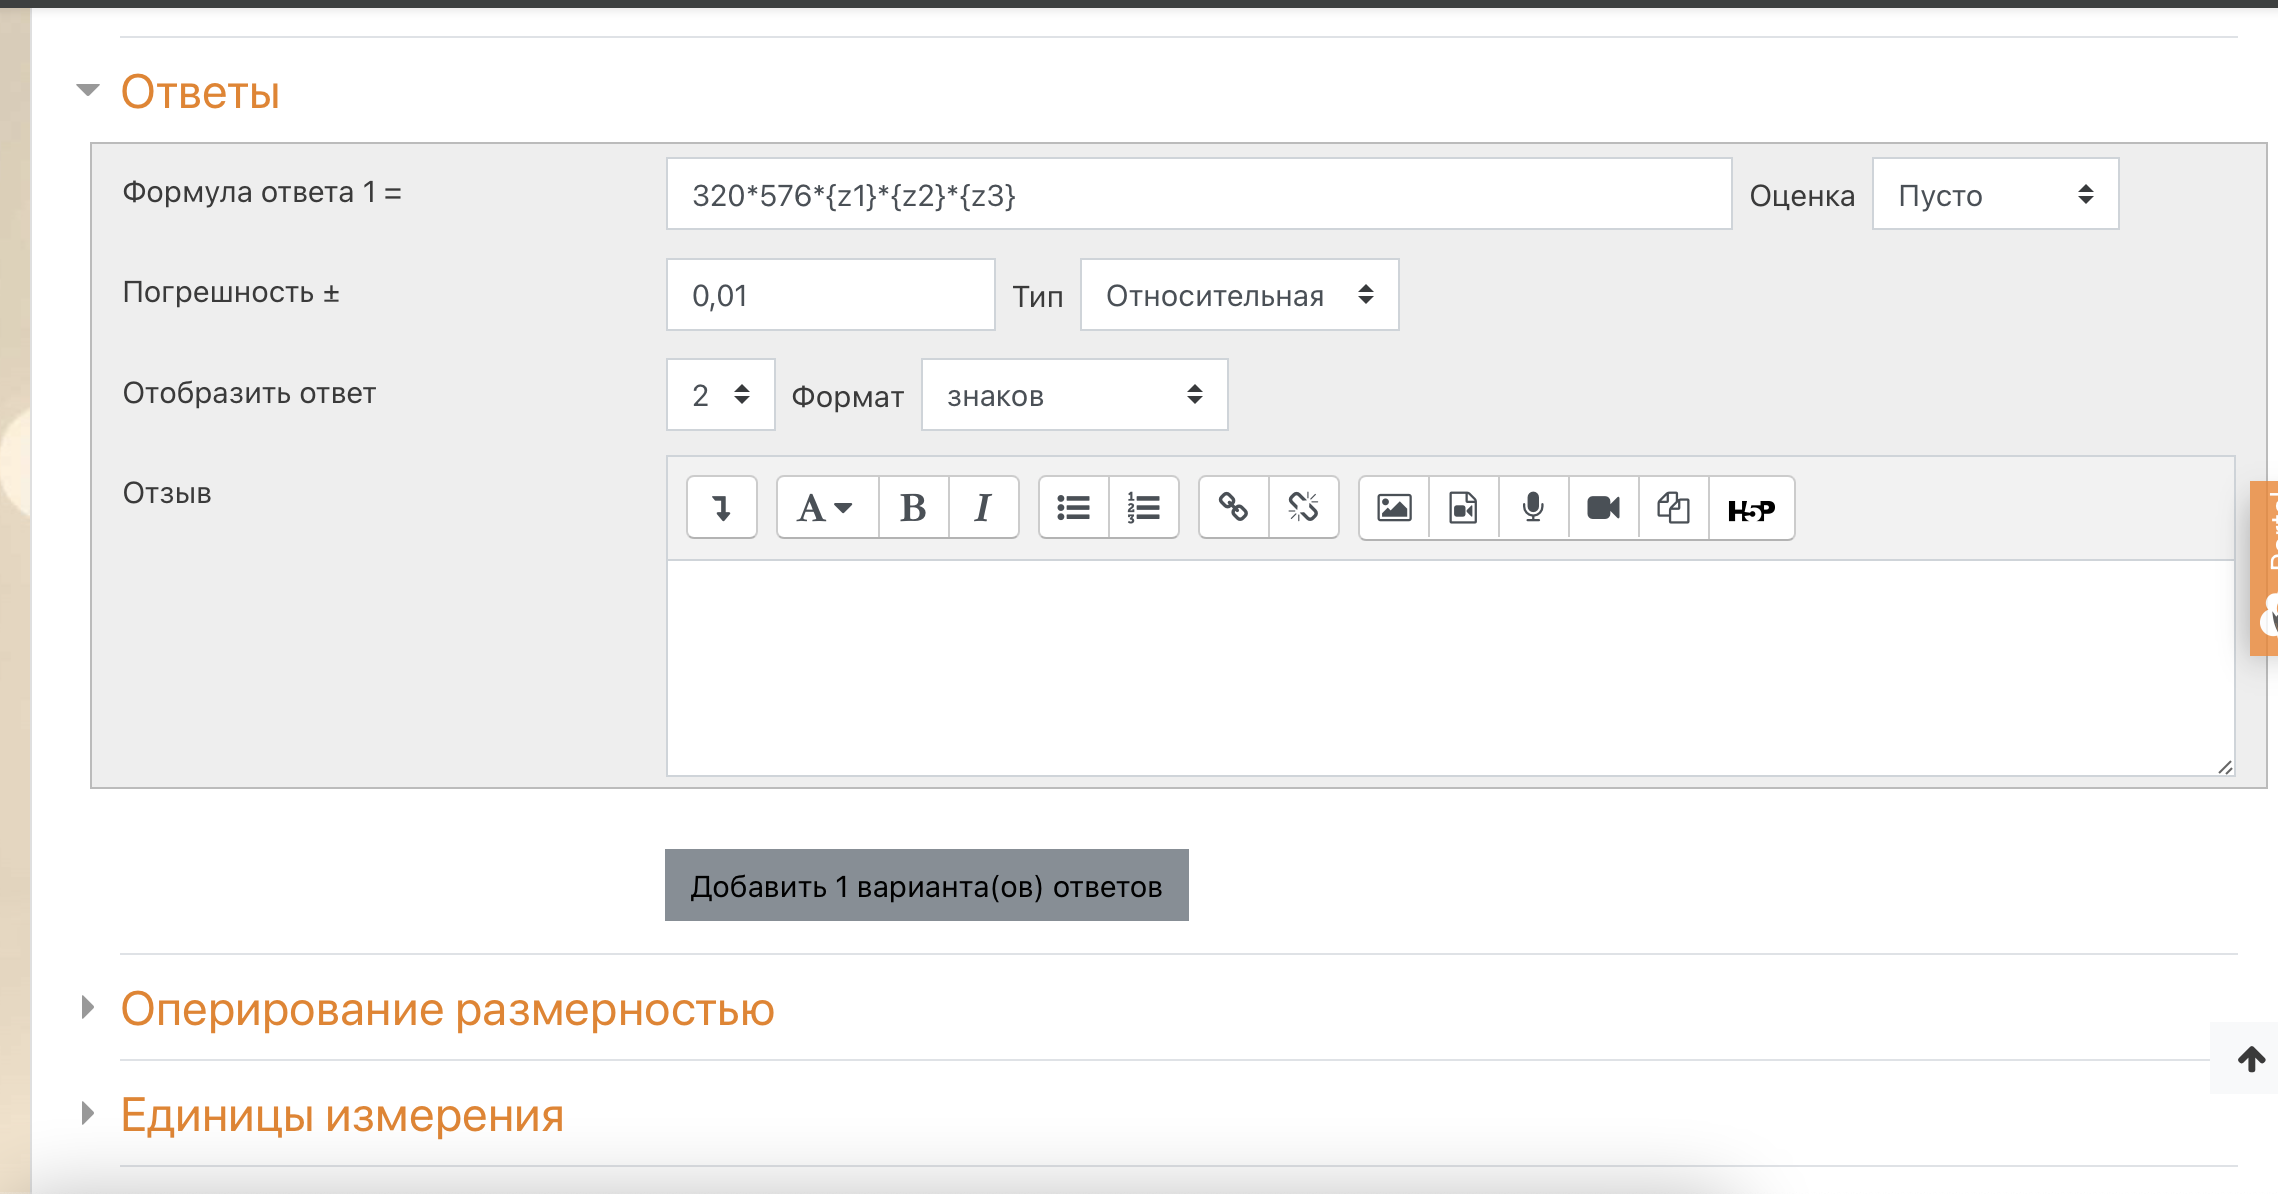 Ответы
Формула ответа 1 = 320*576*{z1}*{z2}*{z3} Оценка Пусто
Погрешность ± 0,01 Тип Относительная
Отобразить ответ 2 Формат знаков
Отзыв
A B I H5P
Добавить 1 варианта(ов) ответов
Оперирование размерностью
Единицы измерения